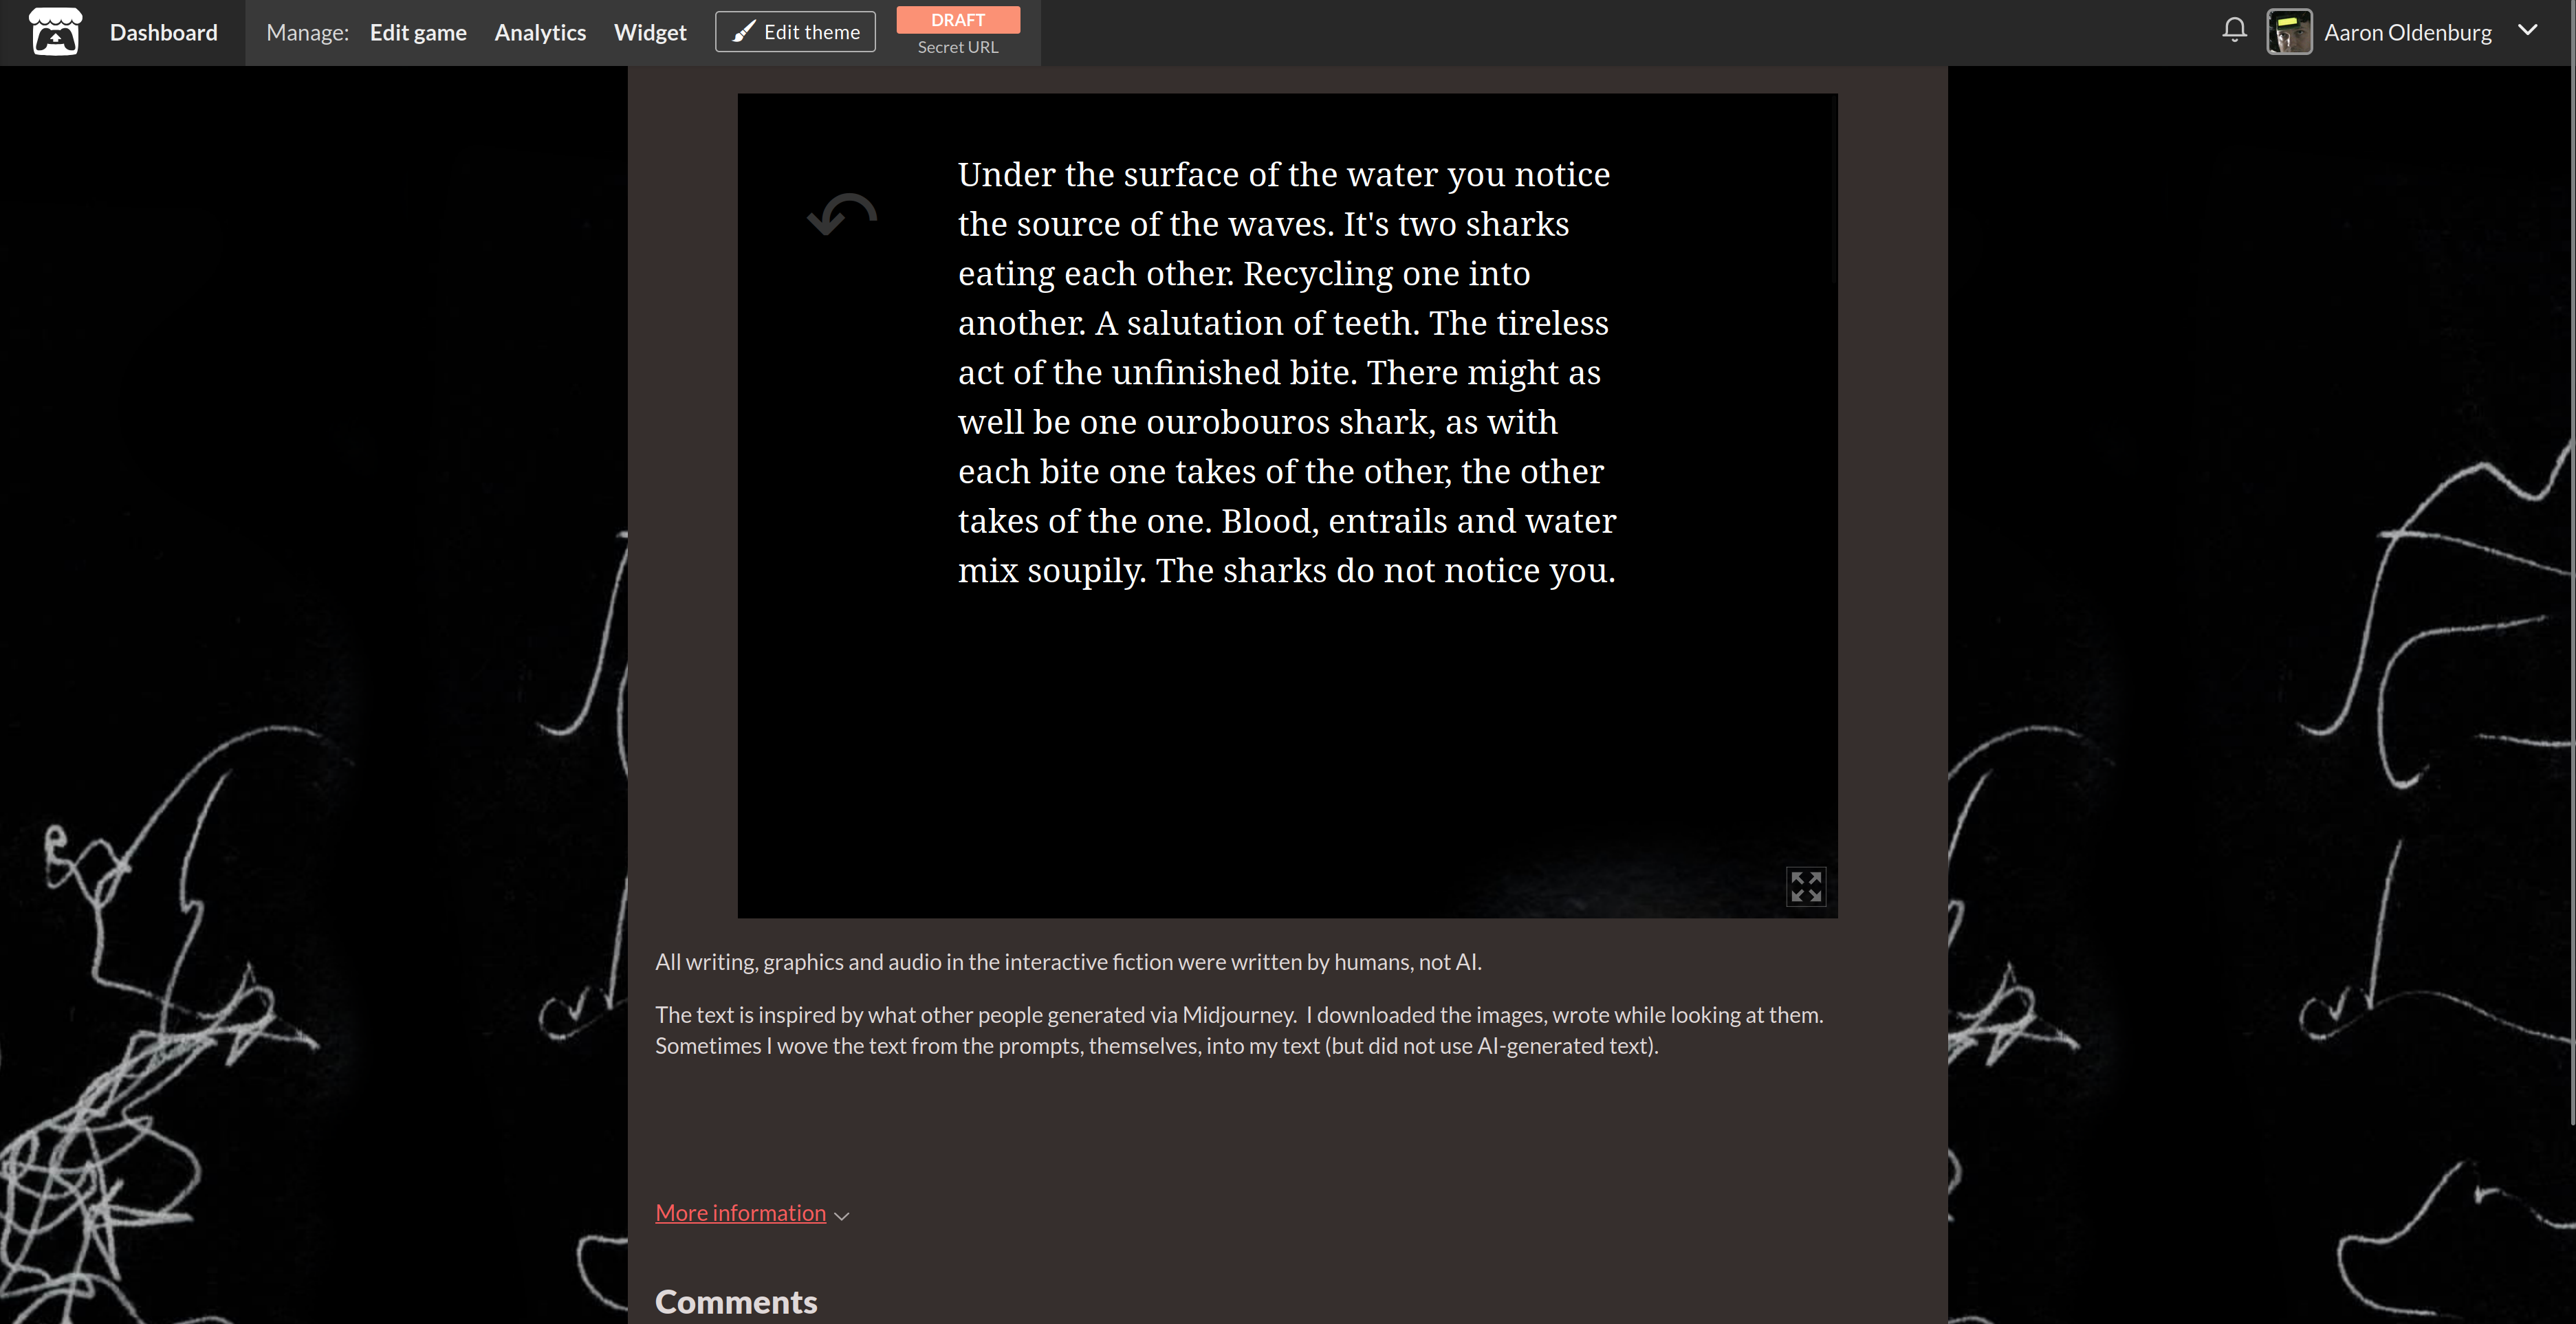 Dashboard
Manage:
Edit game
Analytics
Widget
Edit theme
DRAFT
Secret URL
Aaron Oldenburg
Under the surface of the water you notice
the source of the waves. It's two sharks
eating each other. Recycling one into
another. A salutation of teeth. The tireless
act of the unfinished bite. There might as
well be one ourobouros shark, as with
each bite one takes of the other, the other
takes of the one. Blood, entrails and water
mix soupily. The sharks do not notice you.
All writing, graphics and audio in the interactive fiction were written by humans, not AI.
The text is inspired by what other people generated via Midjourney.  I downloaded the images, wrote while looking at them.
Sometimes I wove the text from the prompts, themselves, into my text (but did not use AI-generated text).
More information
Comments